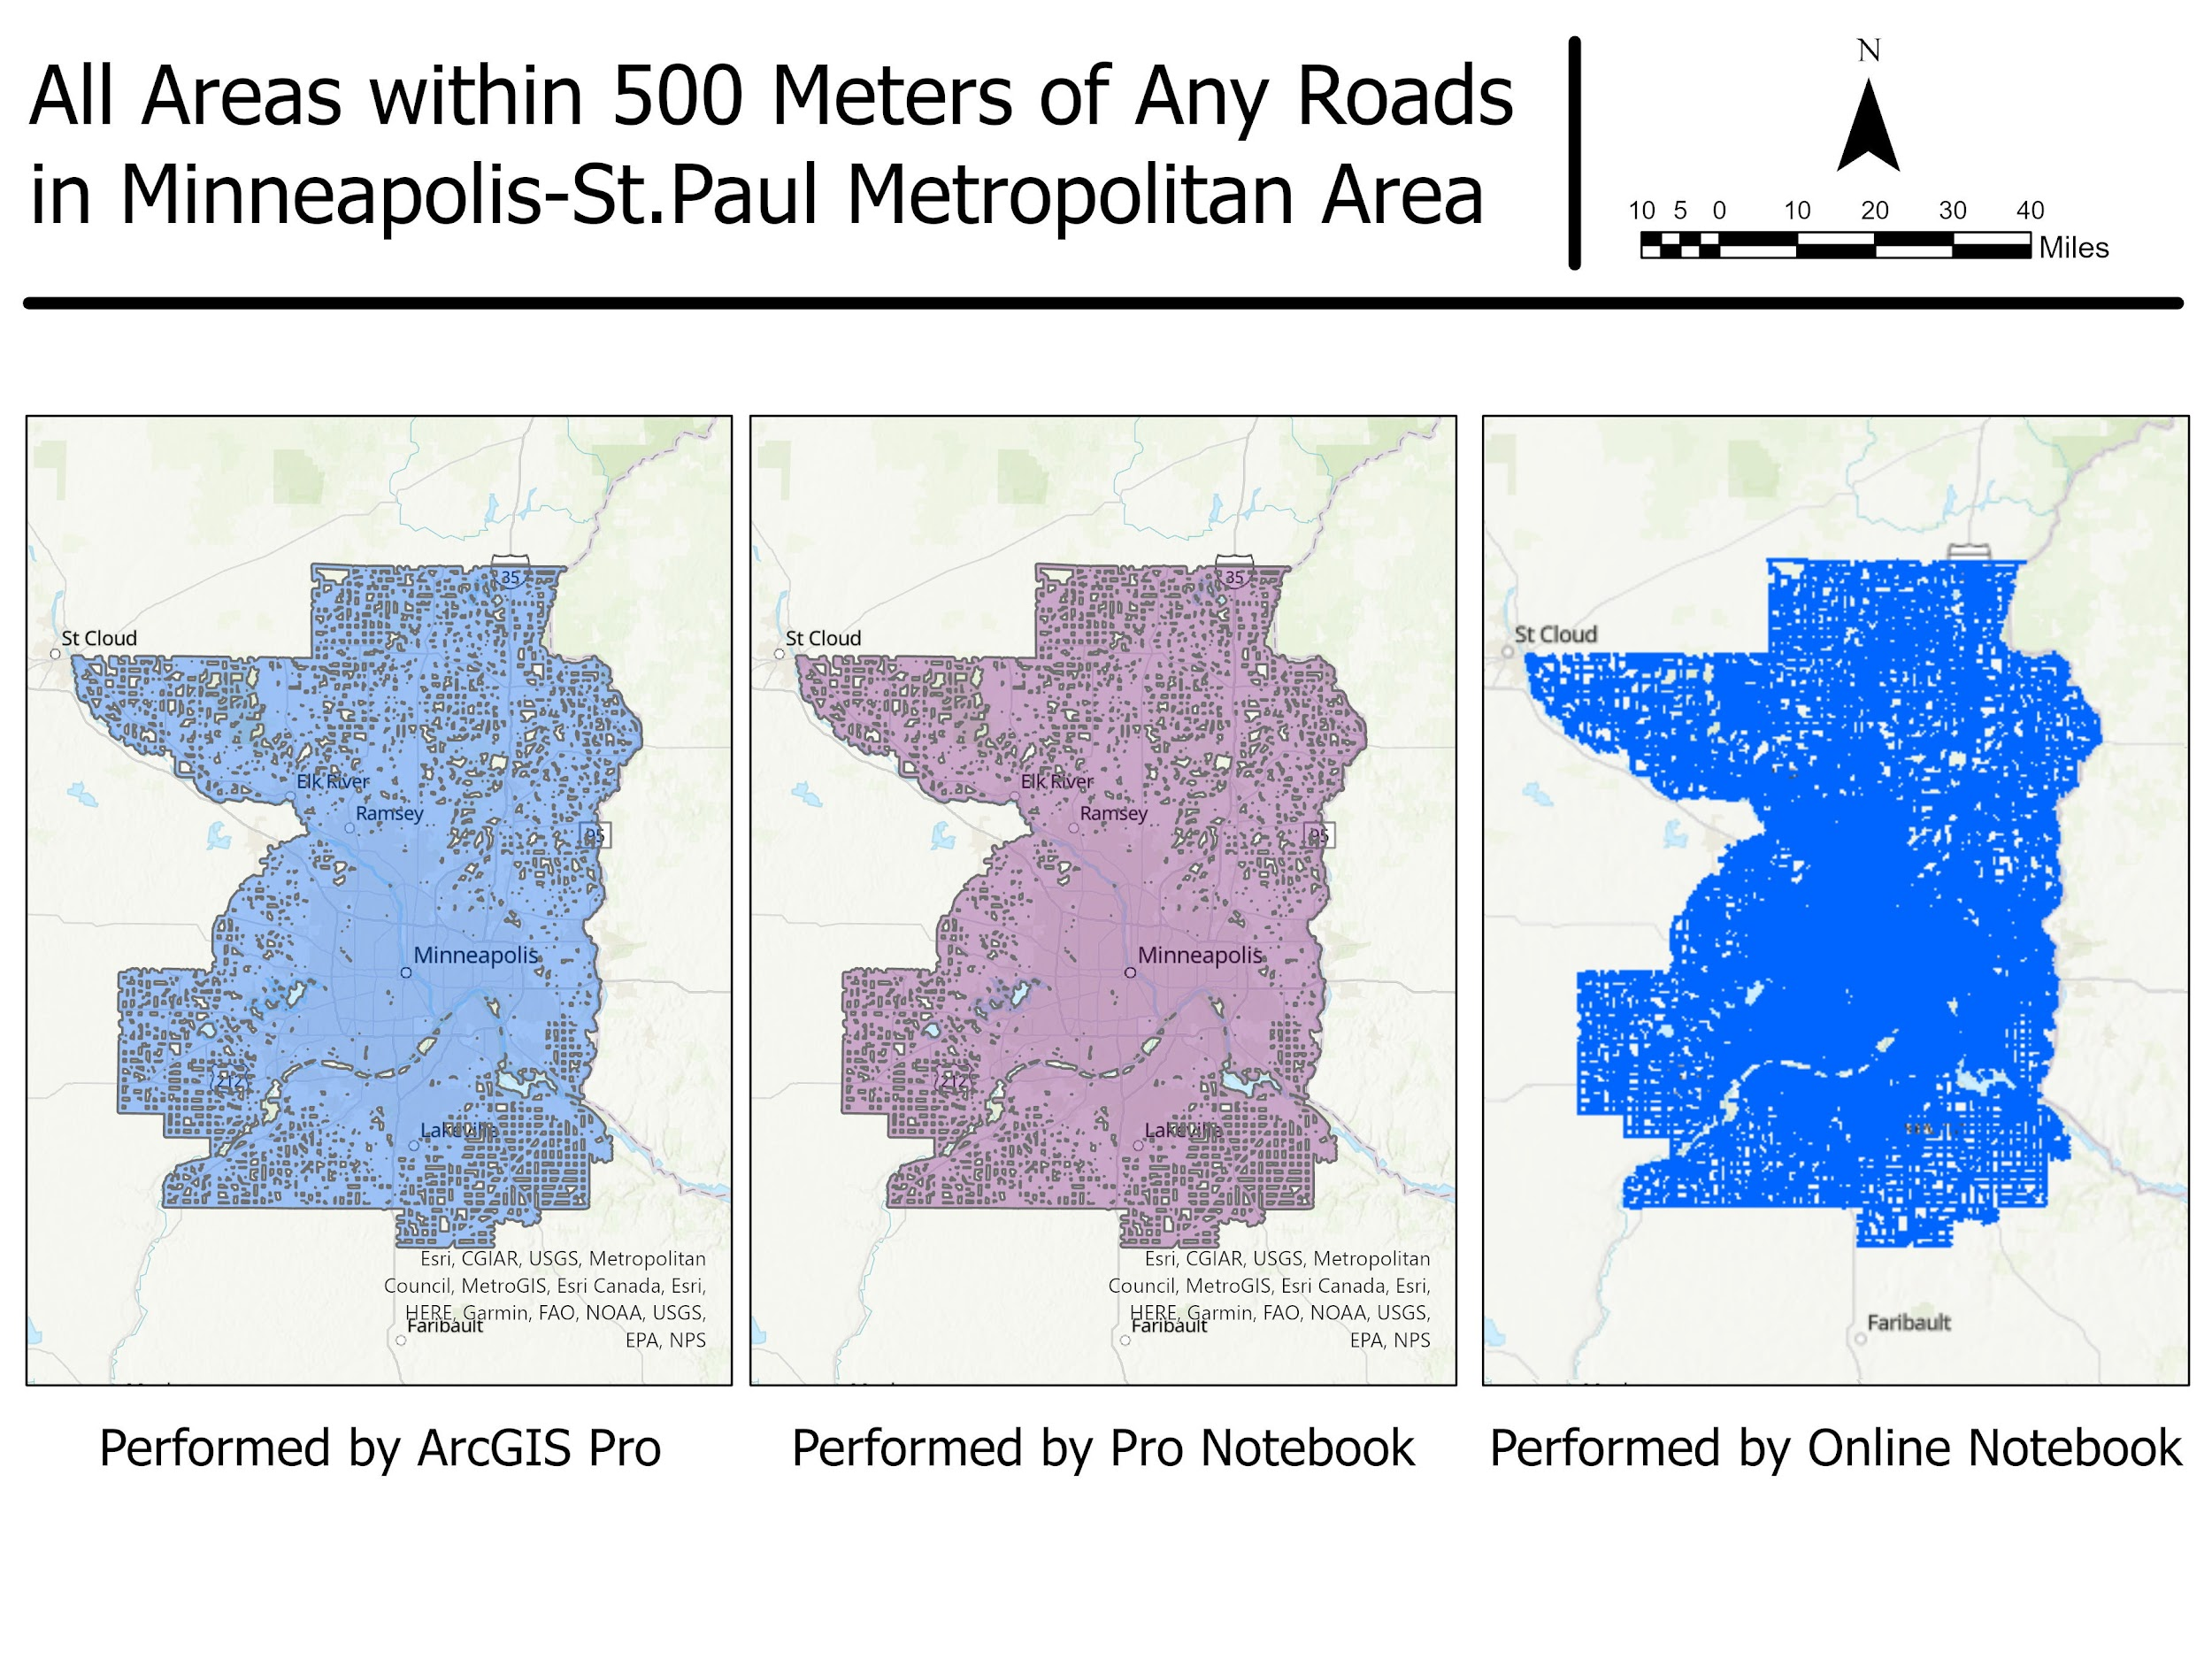 All Areas within 500 Meters of Any Roads
in Minneapolis-St.Paul Metropolitan Area
N
10 5 0 10 20 30 40
Miles
35
St Cloud
Elk River
Ramsey
95
Minneapolis
212
Lakeville
Esri, CGIAR, USGS, Metropolitan
Council, MetroGIS, Esri Canada, Esri,
HERE, Garmin, FAO, NOAA, USGS,
Faribault
EPA, NPS
Performed by ArcGIS Pro
35
St Cloud
Elk River
Ramsey
95
Minneapolis
212
Lakeville
Esri, CGIAR, USGS, Metropolitan
Council, MetroGIS, Esri Canada, Esri,
HERE, Garmin, FAO, NOAA, USGS,
Faribault
EPA, NPS
Performed by Pro Notebook
St Cloud
Faribault
Performed by Online Notebook